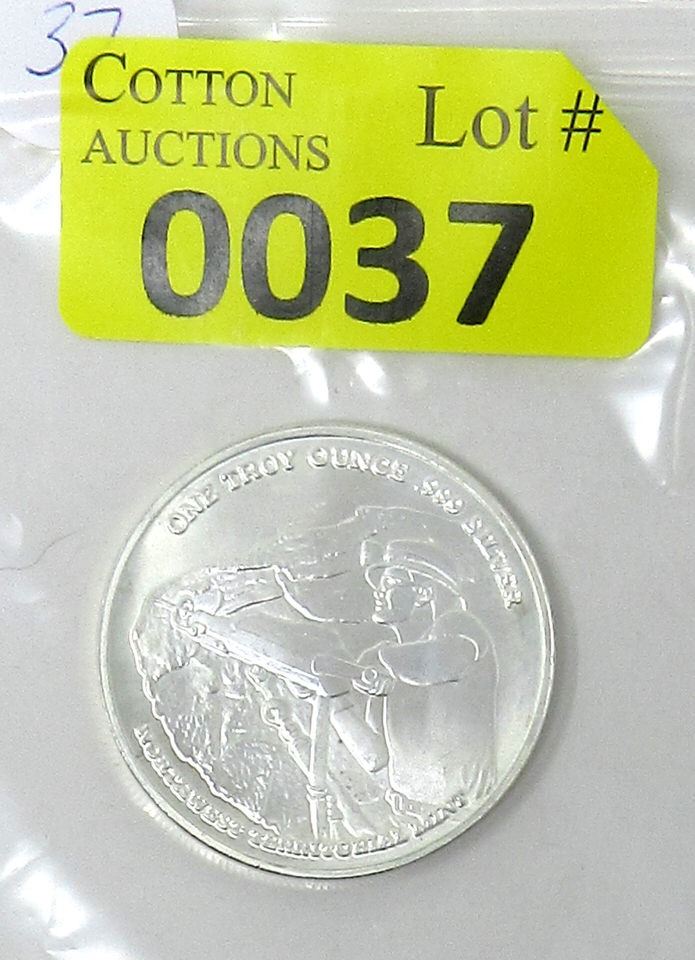 37
COTTON
AUCTIONS
Lot #
0037
ONE TROY OUNCE .999 SILVER
NORTHWEST TERRITORIAL MINT